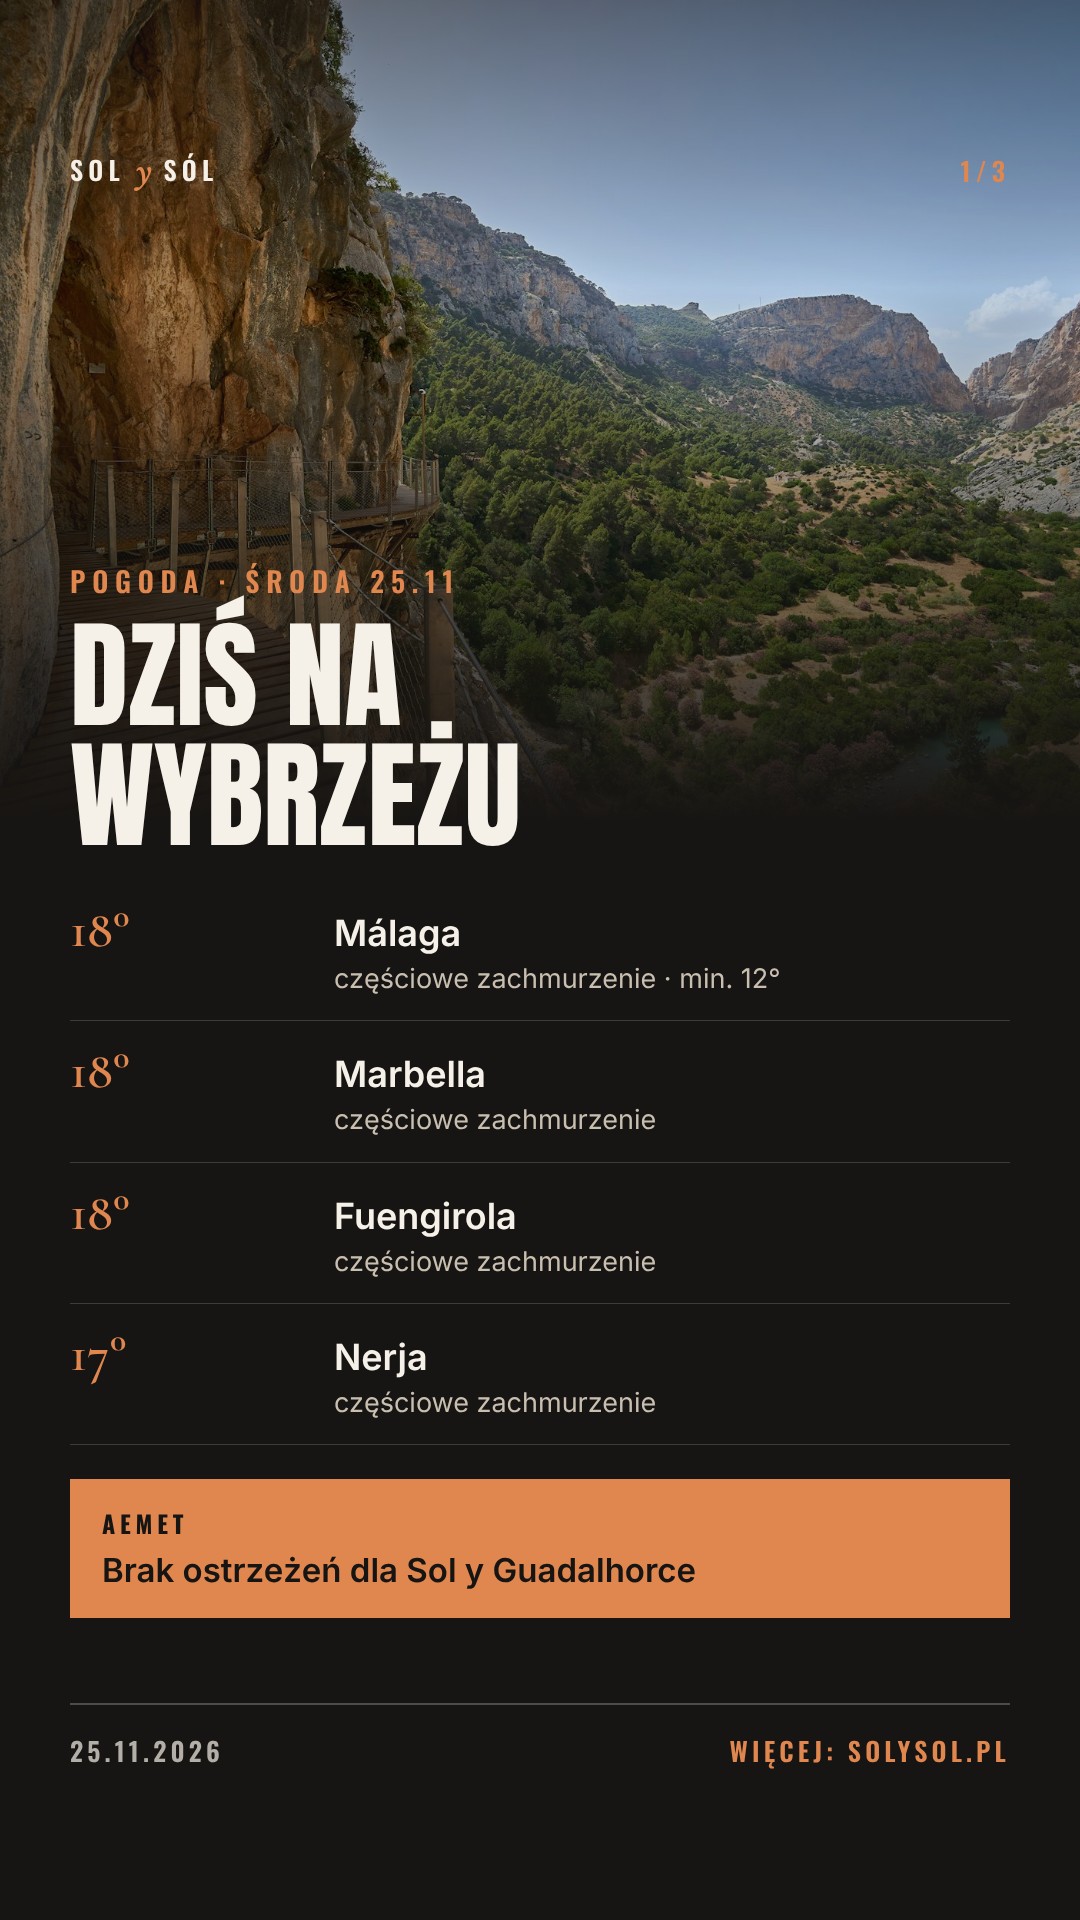 SOL y SÓL
1/3
POGODA · ŚRODA 25.11
DZIŚ NA
WYBRZEŻU
18°
Málaga
częściowe zachmurzenie · min. 12°
18°
Marbella
częściowe zachmurzenie
18°
Fuengirola
częściowe zachmurzenie
17°
Nerja
częściowe zachmurzenie
AEMET
Brak ostrzeżeń dla Sol y Guadalhorce
25.11.2026
WIĘCEJ: SOLYSOL.PL